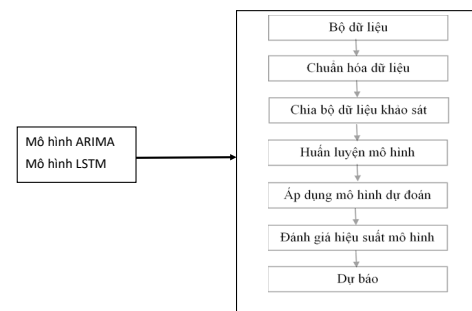 Mô hình ARIMA
Mô hình LSTM
Bộ dữ liệu
Chuẩn hóa dữ liệu
Chia bộ dữ liệu khảo sát
Huấn luyện mô hình
Áp dụng mô hình dự đoán
Đánh giá hiệu suất mô hình
Dự báo